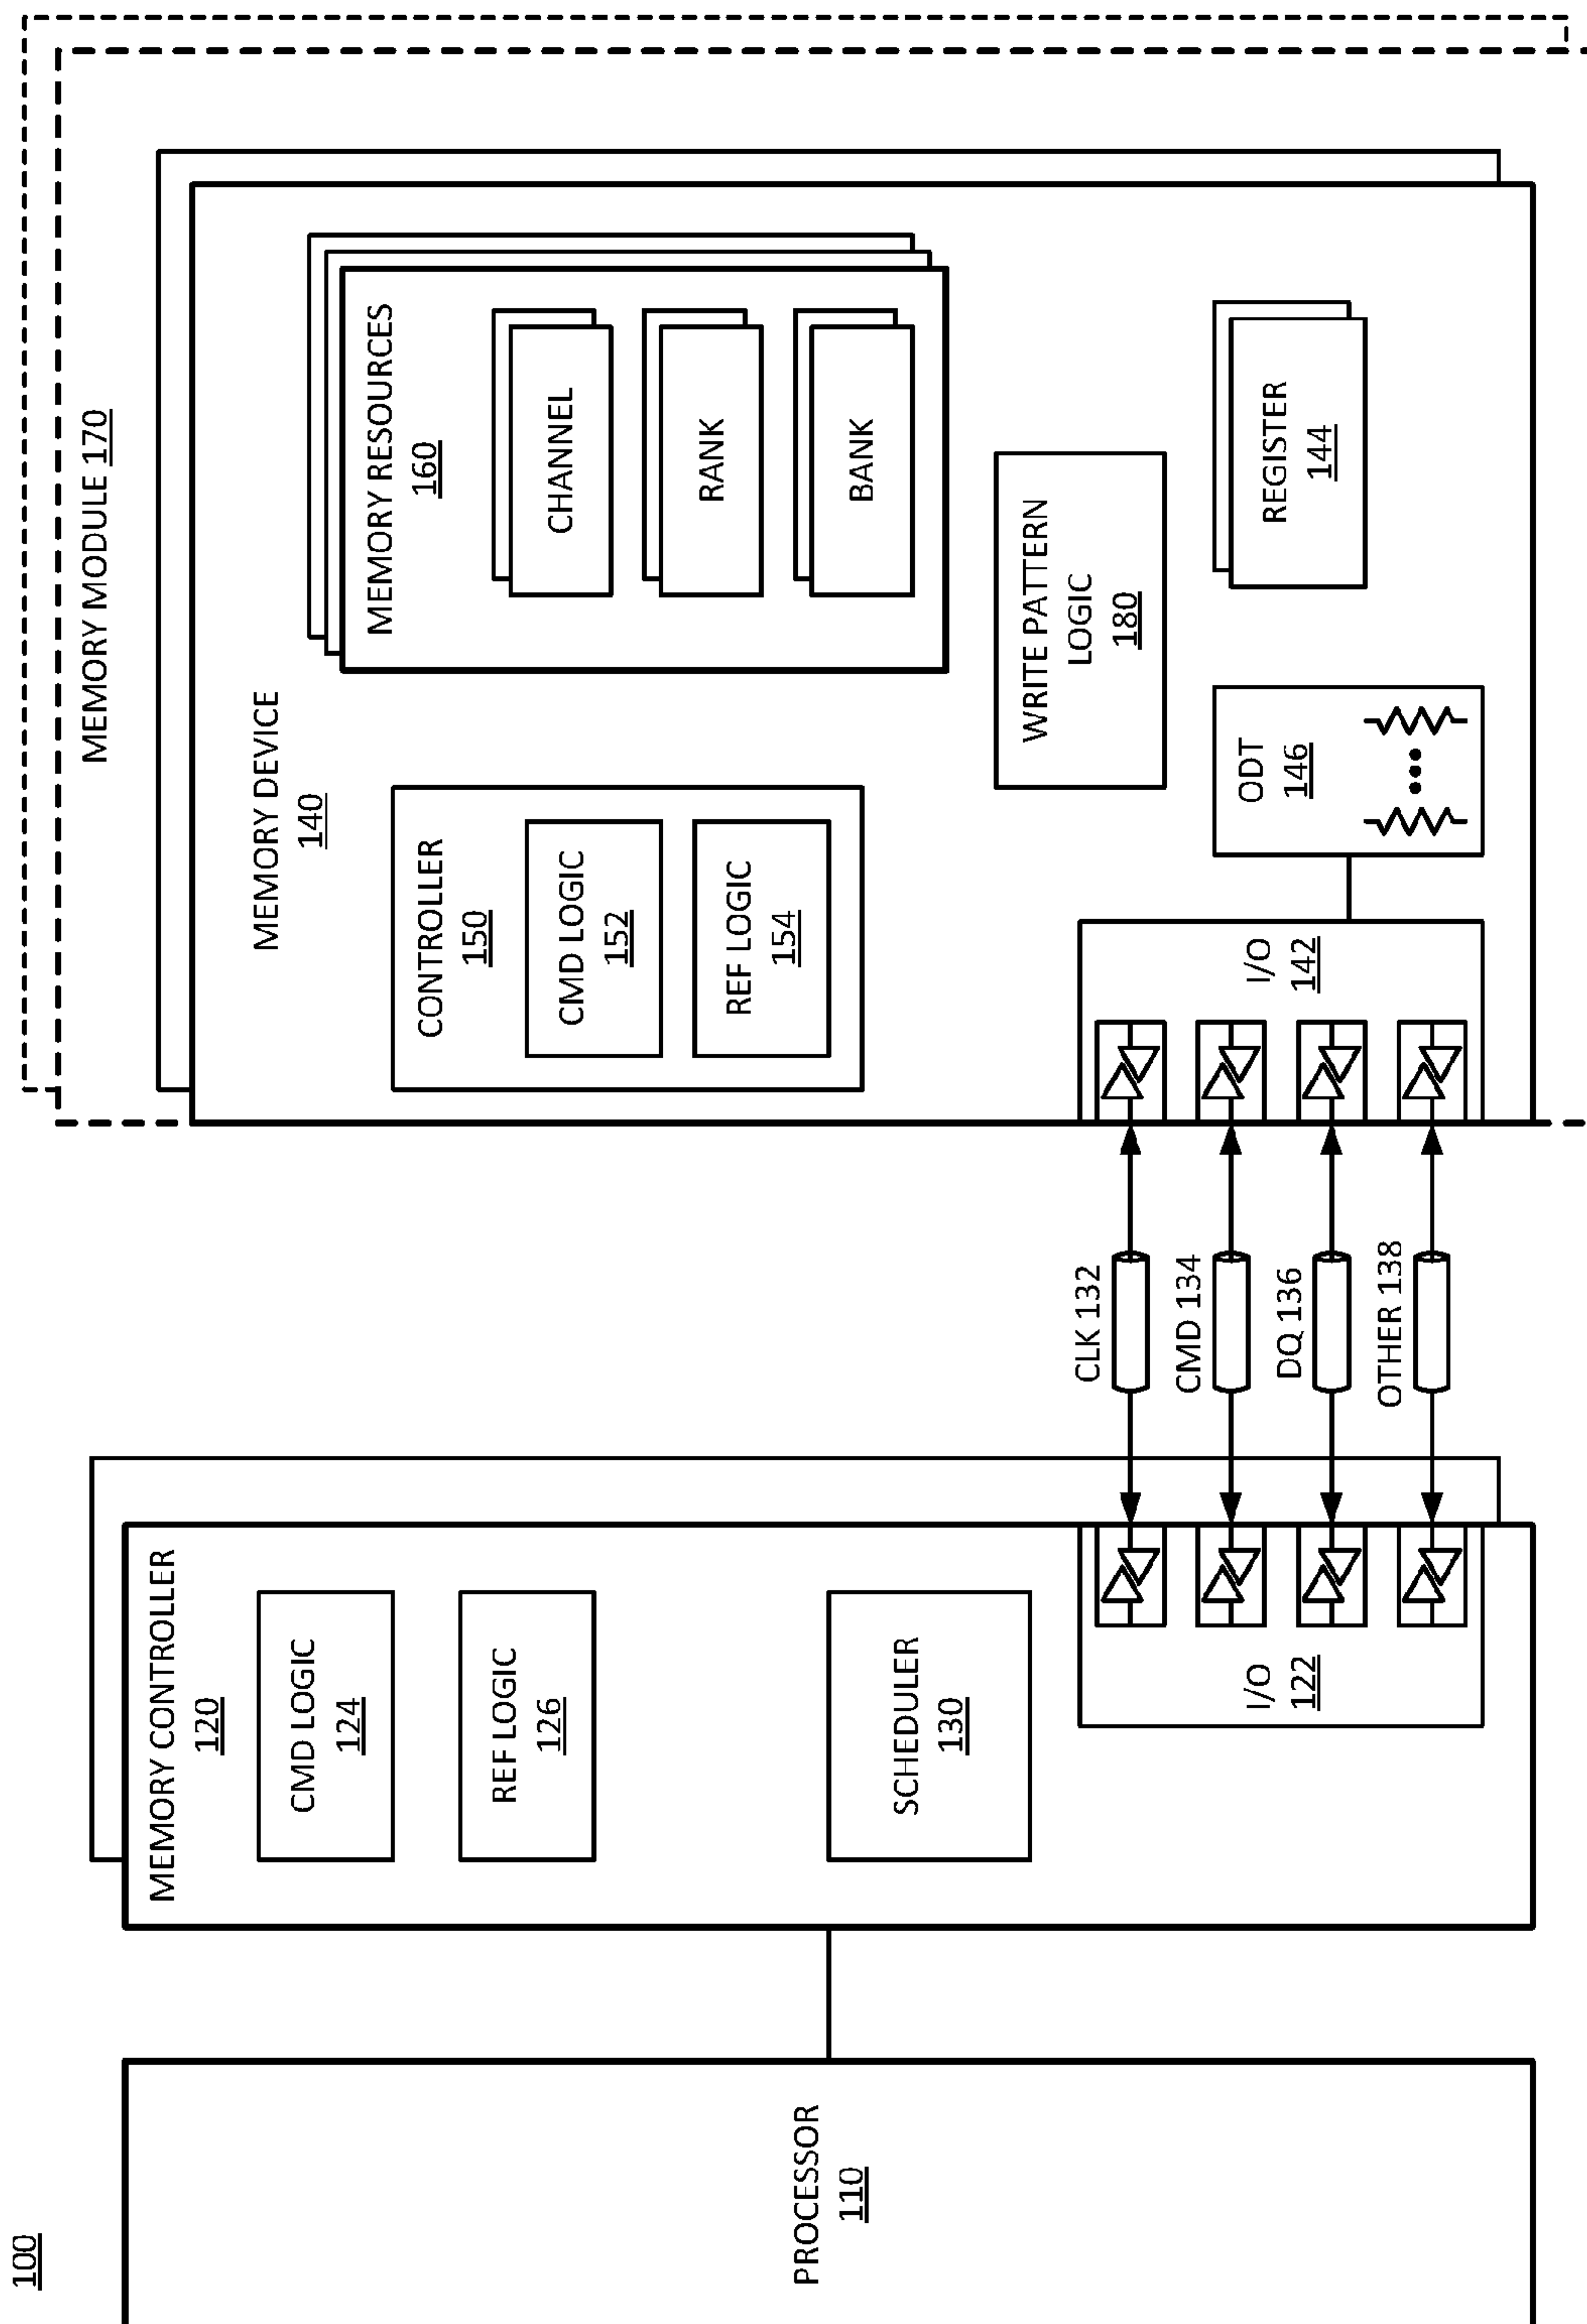 100
PROCESSOR
110
MEMORY CONTROLLER
120
CMD LOGIC
124
REF LOGIC
126
SCHEDULER
130
I/O
122
CLK 132
CMD 134
DQ 136
OTHER 138
MEMORY MODULE 170
MEMORY DEVICE
140
CONTROLLER
150
CMD LOGIC
152
REF LOGIC
154
I/O
142
MEMORY RESOURCES
160
CHANNEL
RANK
BANK
WRITE PATTERN
LOGIC
180
ODT
146
REGISTER
144